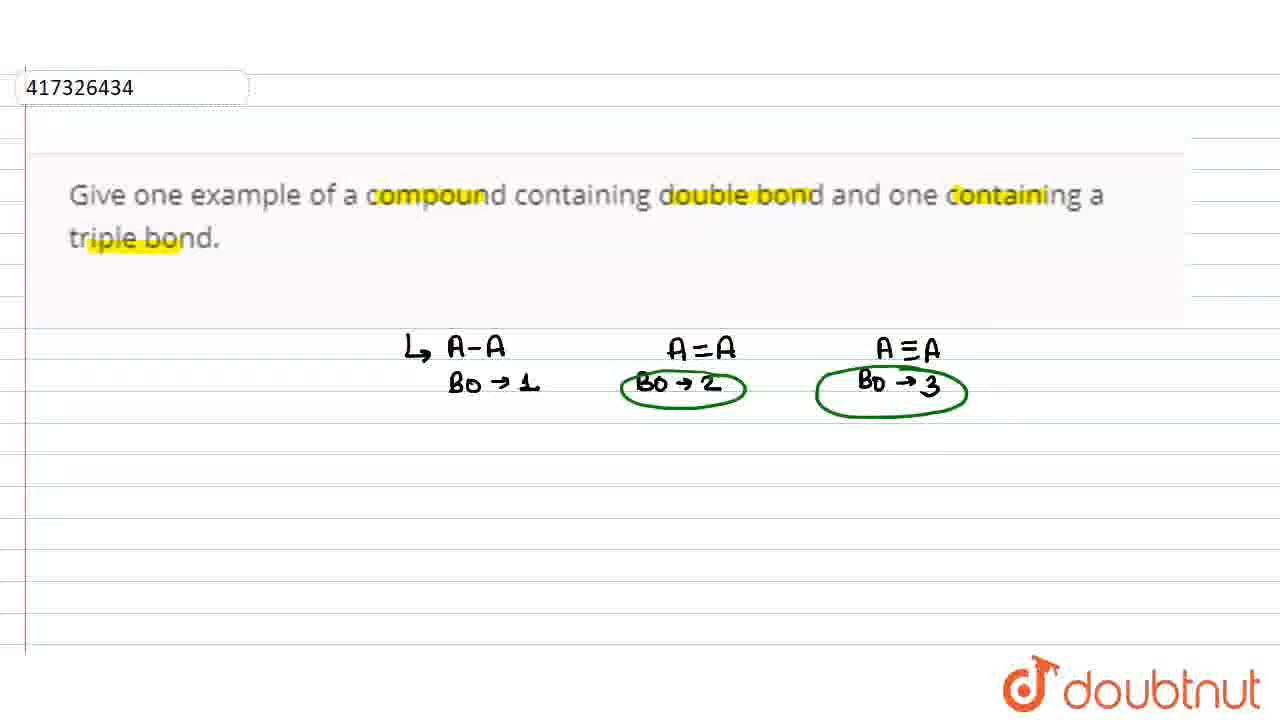 417326434
Give one example of a compound containing double bond and one containing a
triple bond.
↳ A-A A=A A≡A
BO → 1 BO → 2 BO → 3
doubtnut